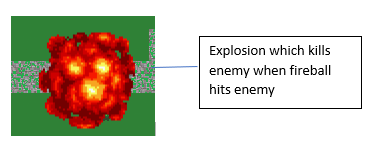 Explosion which kills
enemy when fireball
hits enemy